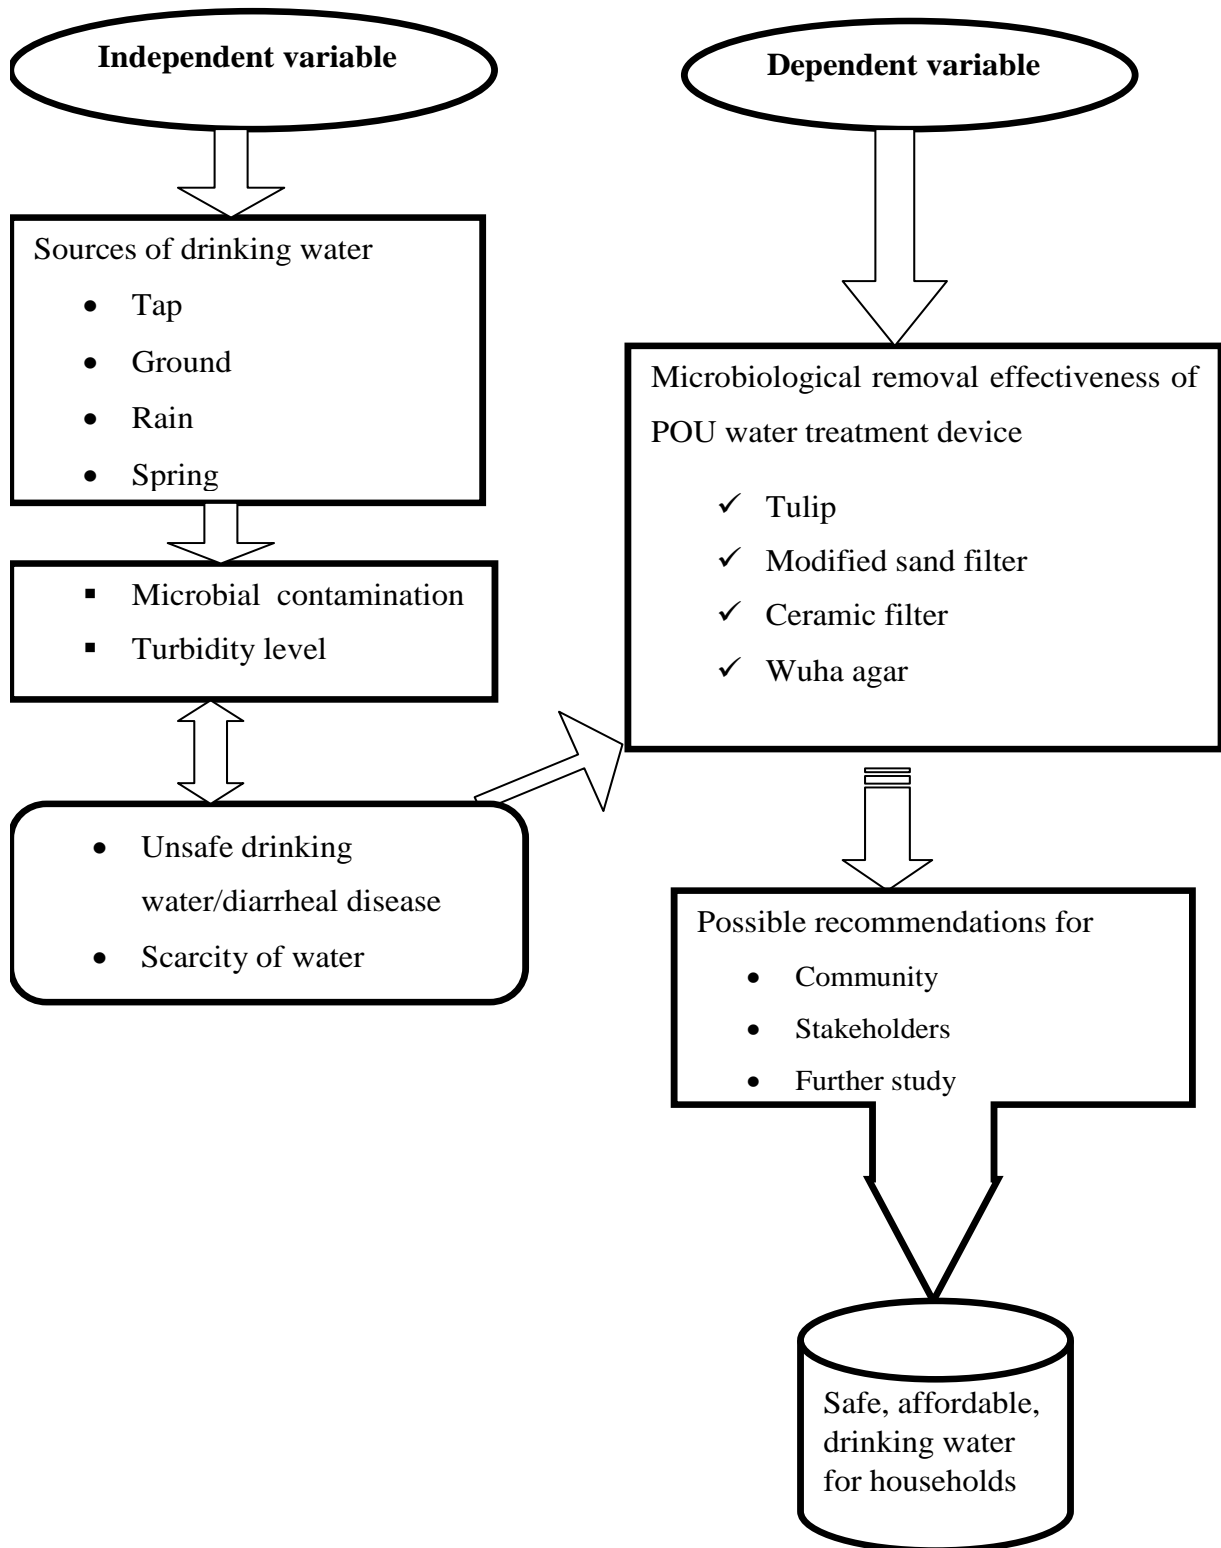 Independent variable
Sources of drinking water
• Tap
• Ground
• Rain
• Spring
▪ Microbial contamination
▪ Turbidity level
• Unsafe drinking
water/diarrheal disease
• Scarcity of water
Dependent variable
Microbiological removal effectiveness of
POU water treatment device
✓ Tulip
✓ Modified sand filter
✓ Ceramic filter
✓ Wuha agar
Possible recommendations for
• Community
• Stakeholders
• Further study
Safe, affordable,
drinking water
for households